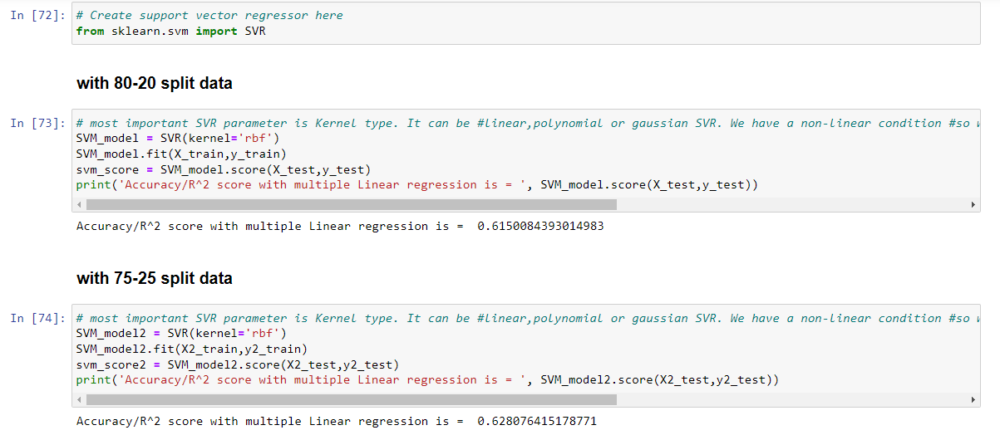 In [72]: # Create support vector regressor here
from sklearn.svm import SVR
with 80-20 split data
In [73]: # most important SVR parameter is Kernel type. It can be #linear,polynomial or gaussian SVR. We have a non-linear condition #so
SVM_model = SVR(kernel='rbf')
SVM_model.fit(X_train,y_train)
svm_score = SVM_model.score(X_test,y_test)
print('Accuracy/R^2 score with multiple Linear regression is = ', SVM_model.score(X_test,y_test))
Accuracy/R^2 score with multiple Linear regression is =  0.6150084393014983
with 75-25 split data
In [74]: # most important SVR parameter is Kernel type. It can be #linear,polynomial or gaussian SVR. We have a non-linear condition #so
SVM_model2 = SVR(kernel='rbf')
SVM_model2.fit(X2_train,y2_train)
svm_score2 = SVM_model2.score(X2_test,y2_test)
print('Accuracy/R^2 score with multiple Linear regression is = ', SVM_model2.score(X2_test,y2_test))
Accuracy/R^2 score with multiple Linear regression is =  0.628076415178771